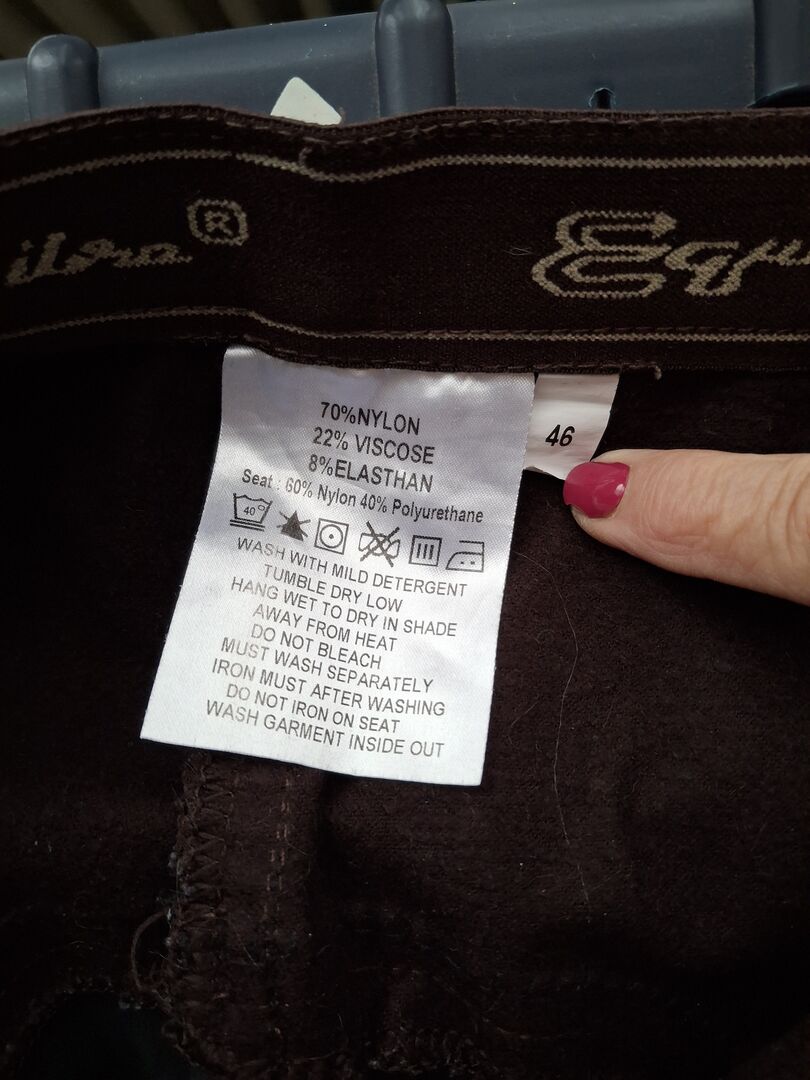 ilora®
Equi
70%NYLON
22% VISCOSE
8%ELASTHAN
Seat : 60% Nylon 40% Polyurethane
40°
WASH WITH MILD DETERGENT
TUMBLE DRY LOW
HANG WET TO DRY IN SHADE
AWAY FROM HEAT
DO NOT BLEACH
MUST WASH SEPARATELY
IRON MUST AFTER WASHING
DO NOT IRON ON SEAT
WASH GARMENT INSIDE OUT
46